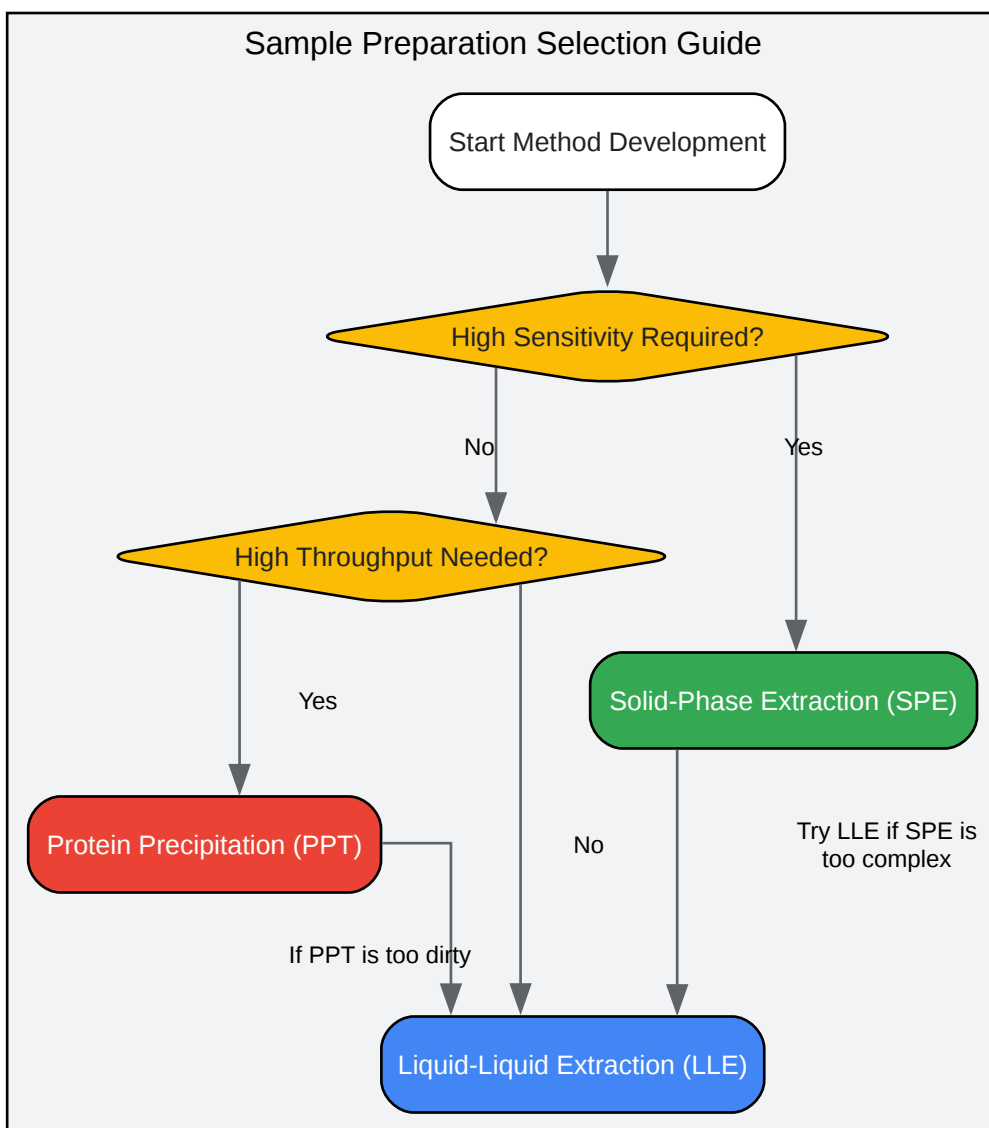 Sample Preparation Selection Guide
Start Method Development
High Sensitivity Required?
No
Yes
High Throughput Needed?
Yes
Solid-Phase Extraction (SPE)
Protein Precipitation (PPT)
No
Try LLE if SPE is
too complex
If PPT is too dirty
Liquid-Liquid Extraction (LLE)